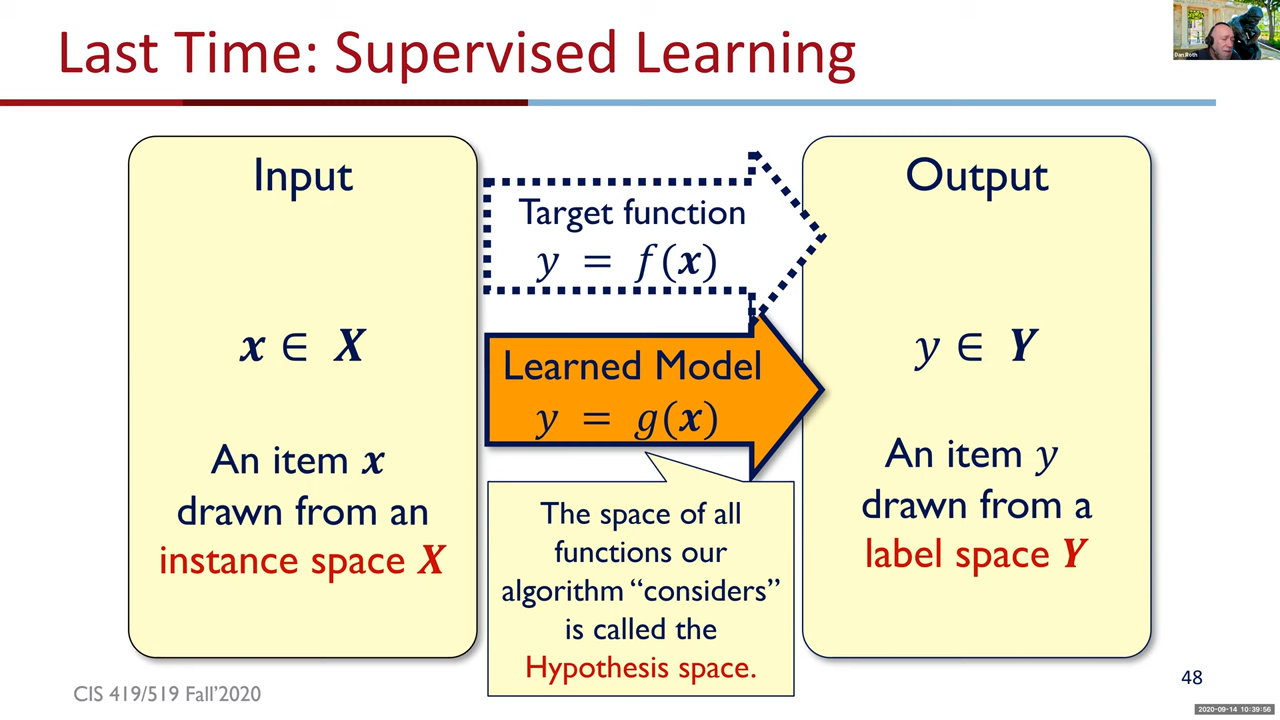 Last Time: Supervised Learning
Dan Roth
Input
x ∈ X
An item x
drawn from an
instance space X
Target function
y = f(x)
Learned Model
y = g(x)
The space of all
functions our
algorithm “considers”
is called the
Hypothesis space.
Output
y ∈ Y
An item y
drawn from a
label space Y
CIS 419/519 Fall’2020
48
2020-09-14 10:39:56